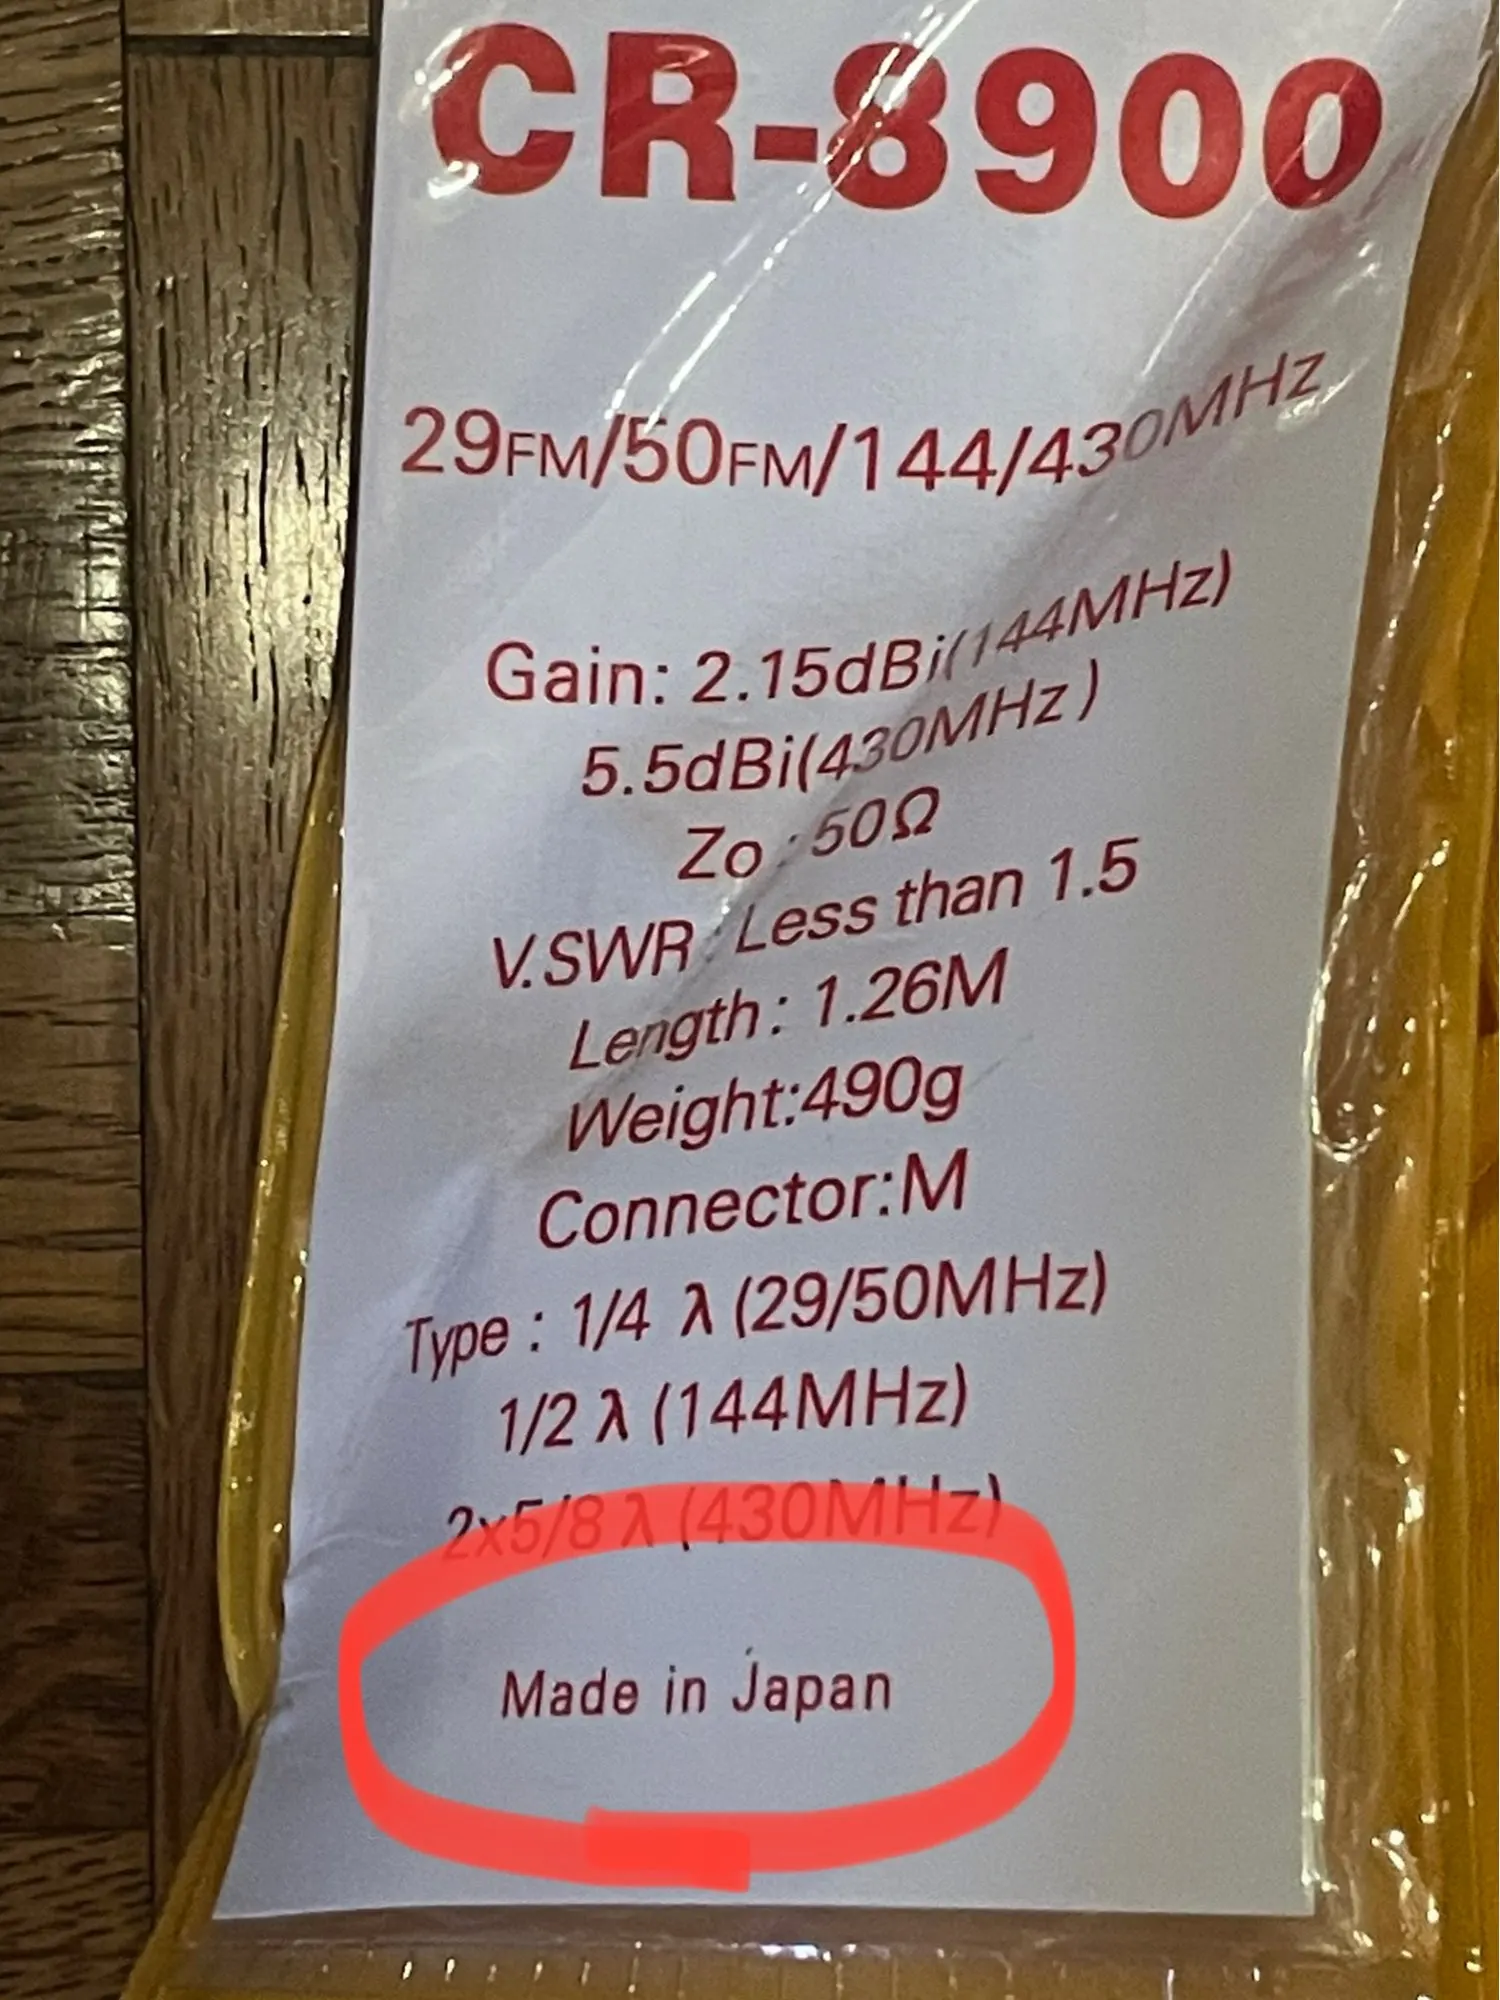 CR-8900
29FM/50FM/144/430MHz
Gain: 2.15dBi(144MHz)
5.5dBi(430MHz)
Zo : 50Ω
V.SWR : Less than 1.5
Length: 1.26M
Weight:490g
Connector:M
Type : 1/4 λ (29/50MHz)
1/2 λ (144MHz)
2x5/8 λ (430MHz)
Made in Japan